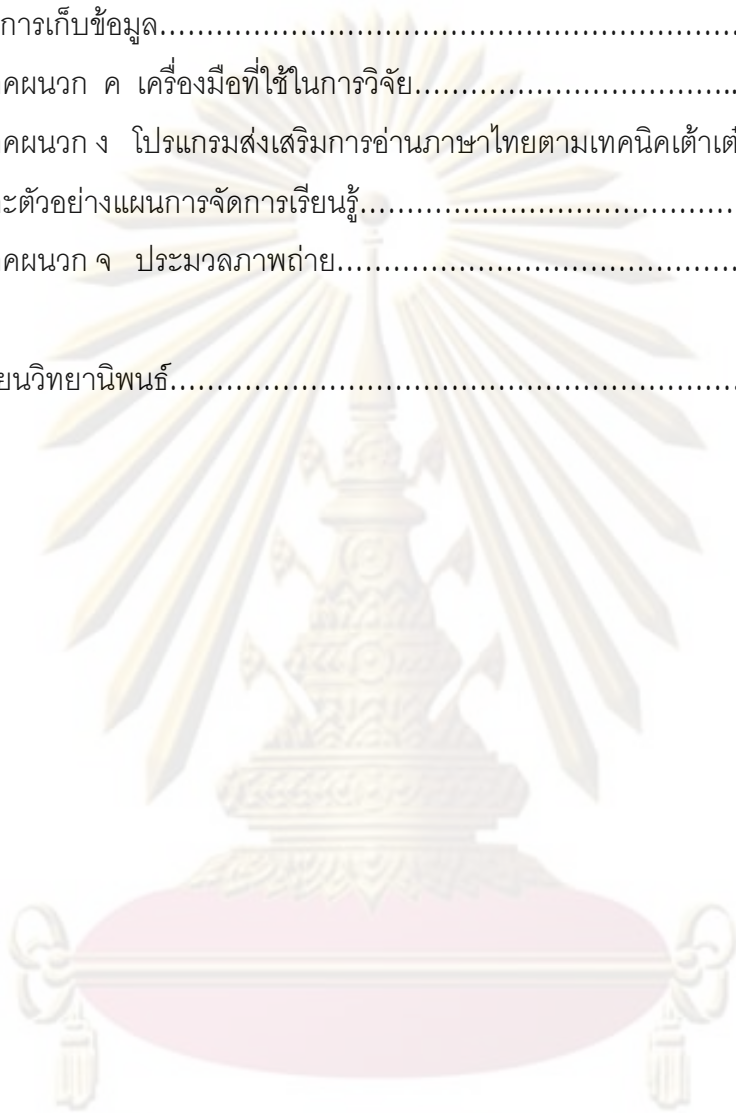 การเก็บข้อมูล.................................................................
คผนวก ค เครื่องมือที่ใช้ในการวิจัย...................................
คผนวก ง โปรแกรมส่งเสริมการอ่านภาษาไทยตามเทคนิคเต้าเต๋
ะตัวอย่างแผนการจัดการเรียนรู้.........................................
คผนวก จ ประมวลภาพถ่าย............................................
ยนวิทยานิพนธ์...............................................................